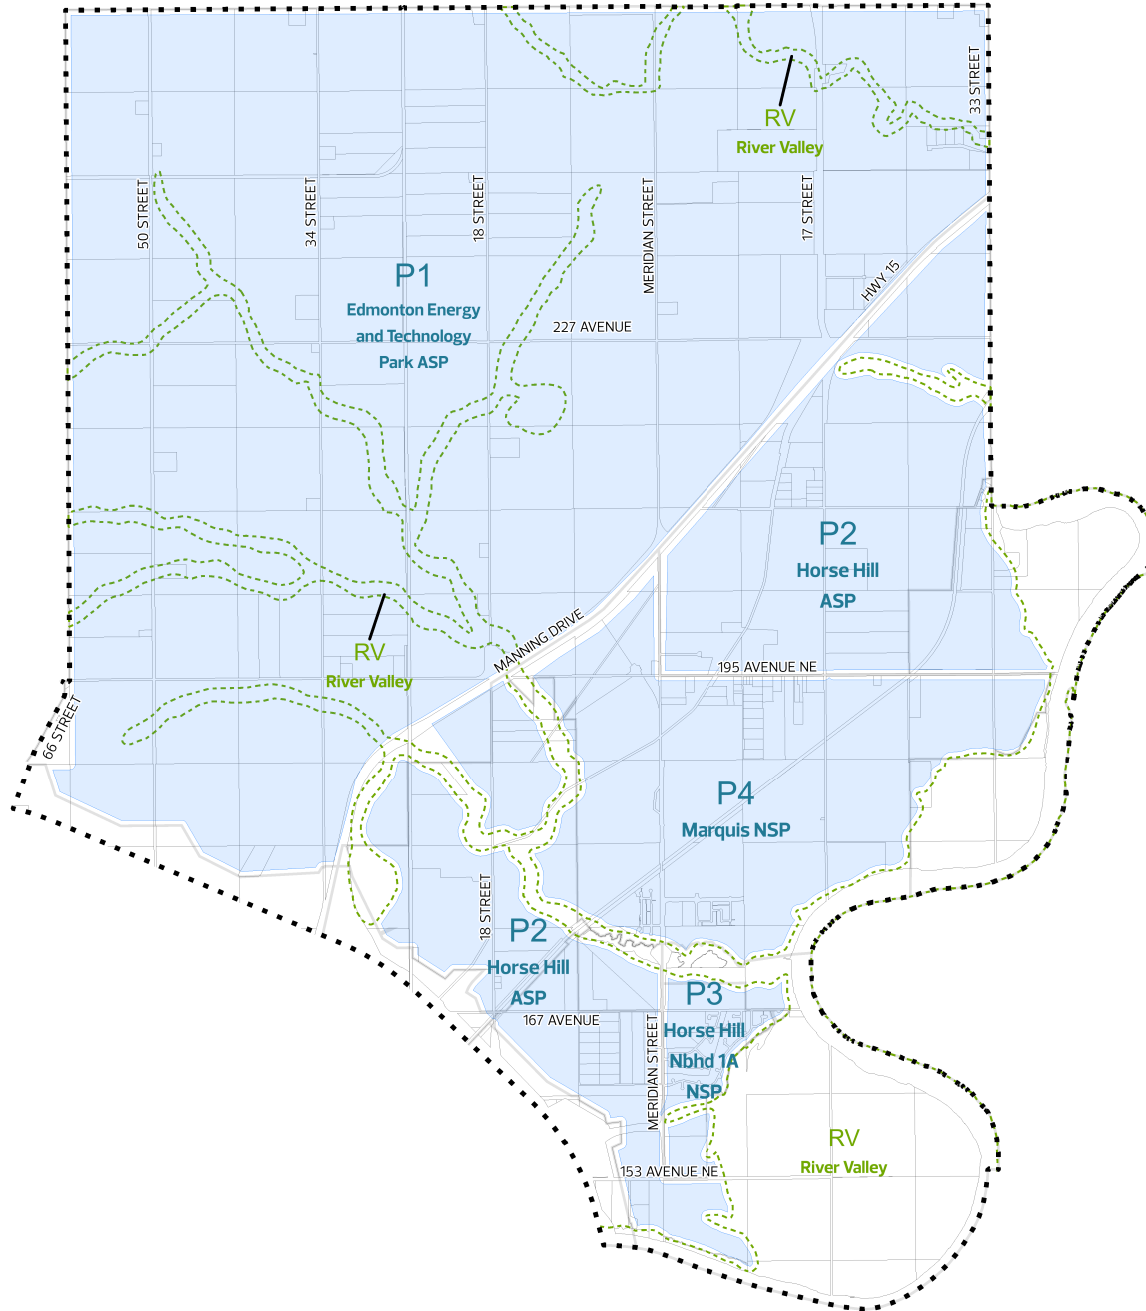 33 STREET
RV
River Valley
50 STREET
34 STREET
18 STREET
MERIDIAN STREET
17 STREET
HWY 15
P1
Edmonton Energy
and Technology
Park ASP
227 AVENUE
P2
Horse Hill
ASP
MANNING DRIVE
RV
River Valley
195 AVENUE NE
66 STREET
P4
Marquis NSP
18 STREET
P2
Horse Hill
ASP
P3
167 AVENUE
Horse Hill
Nbhd 1A
NSP
MERIDIAN STREET
RV
River Valley
153 AVENUE NE